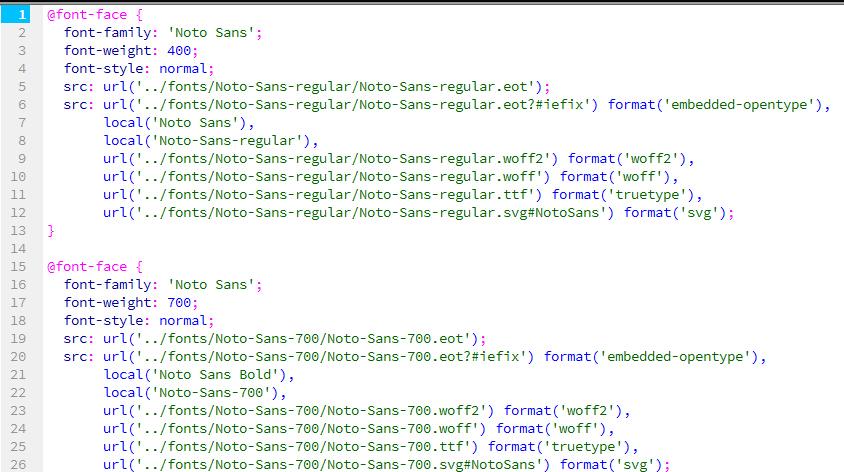 1 @font-face {
2 font-family: 'Noto Sans';
3 font-weight: 400;
4 font-style: normal;
5 src: url('../fonts/Noto-Sans-regular/Noto-Sans-regular.eot');
6 src: url('../fonts/Noto-Sans-regular/Noto-Sans-regular.eot?#iefix') format('embedded-opentype'),
7 local('Noto Sans'),
8 local('Noto-Sans-regular'),
9 url('../fonts/Noto-Sans-regular/Noto-Sans-regular.woff2') format('woff2'),
10 url('../fonts/Noto-Sans-regular/Noto-Sans-regular.woff') format('woff'),
11 url('../fonts/Noto-Sans-regular/Noto-Sans-regular.ttf') format('truetype'),
12 url('../fonts/Noto-Sans-regular/Noto-Sans-regular.svg#NotoSans') format('svg');
13 }
14
15 @font-face {
16 font-family: 'Noto Sans';
17 font-weight: 700;
18 font-style: normal;
19 src: url('../fonts/Noto-Sans-700/Noto-Sans-700.eot');
20 src: url('../fonts/Noto-Sans-700/Noto-Sans-700.eot?#iefix') format('embedded-opentype'),
21 local('Noto Sans Bold'),
22 local('Noto-Sans-700'),
23 url('../fonts/Noto-Sans-700/Noto-Sans-700.woff2') format('woff2'),
24 url('../fonts/Noto-Sans-700/Noto-Sans-700.woff') format('woff'),
25 url('../fonts/Noto-Sans-700/Noto-Sans-700.ttf') format('truetype'),
26 url('../fonts/Noto-Sans-700/Noto-Sans-700.svg#NotoSans') format('svg');